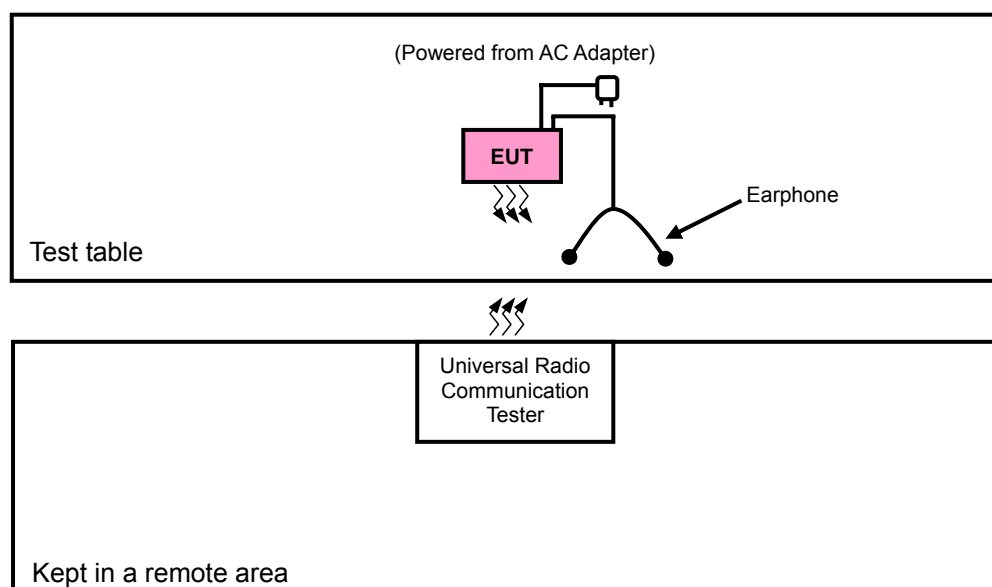 (Powered from AC Adapter)
EUT
Earphone
Test table
Universal Radio
Communication
Tester
Kept in a remote area